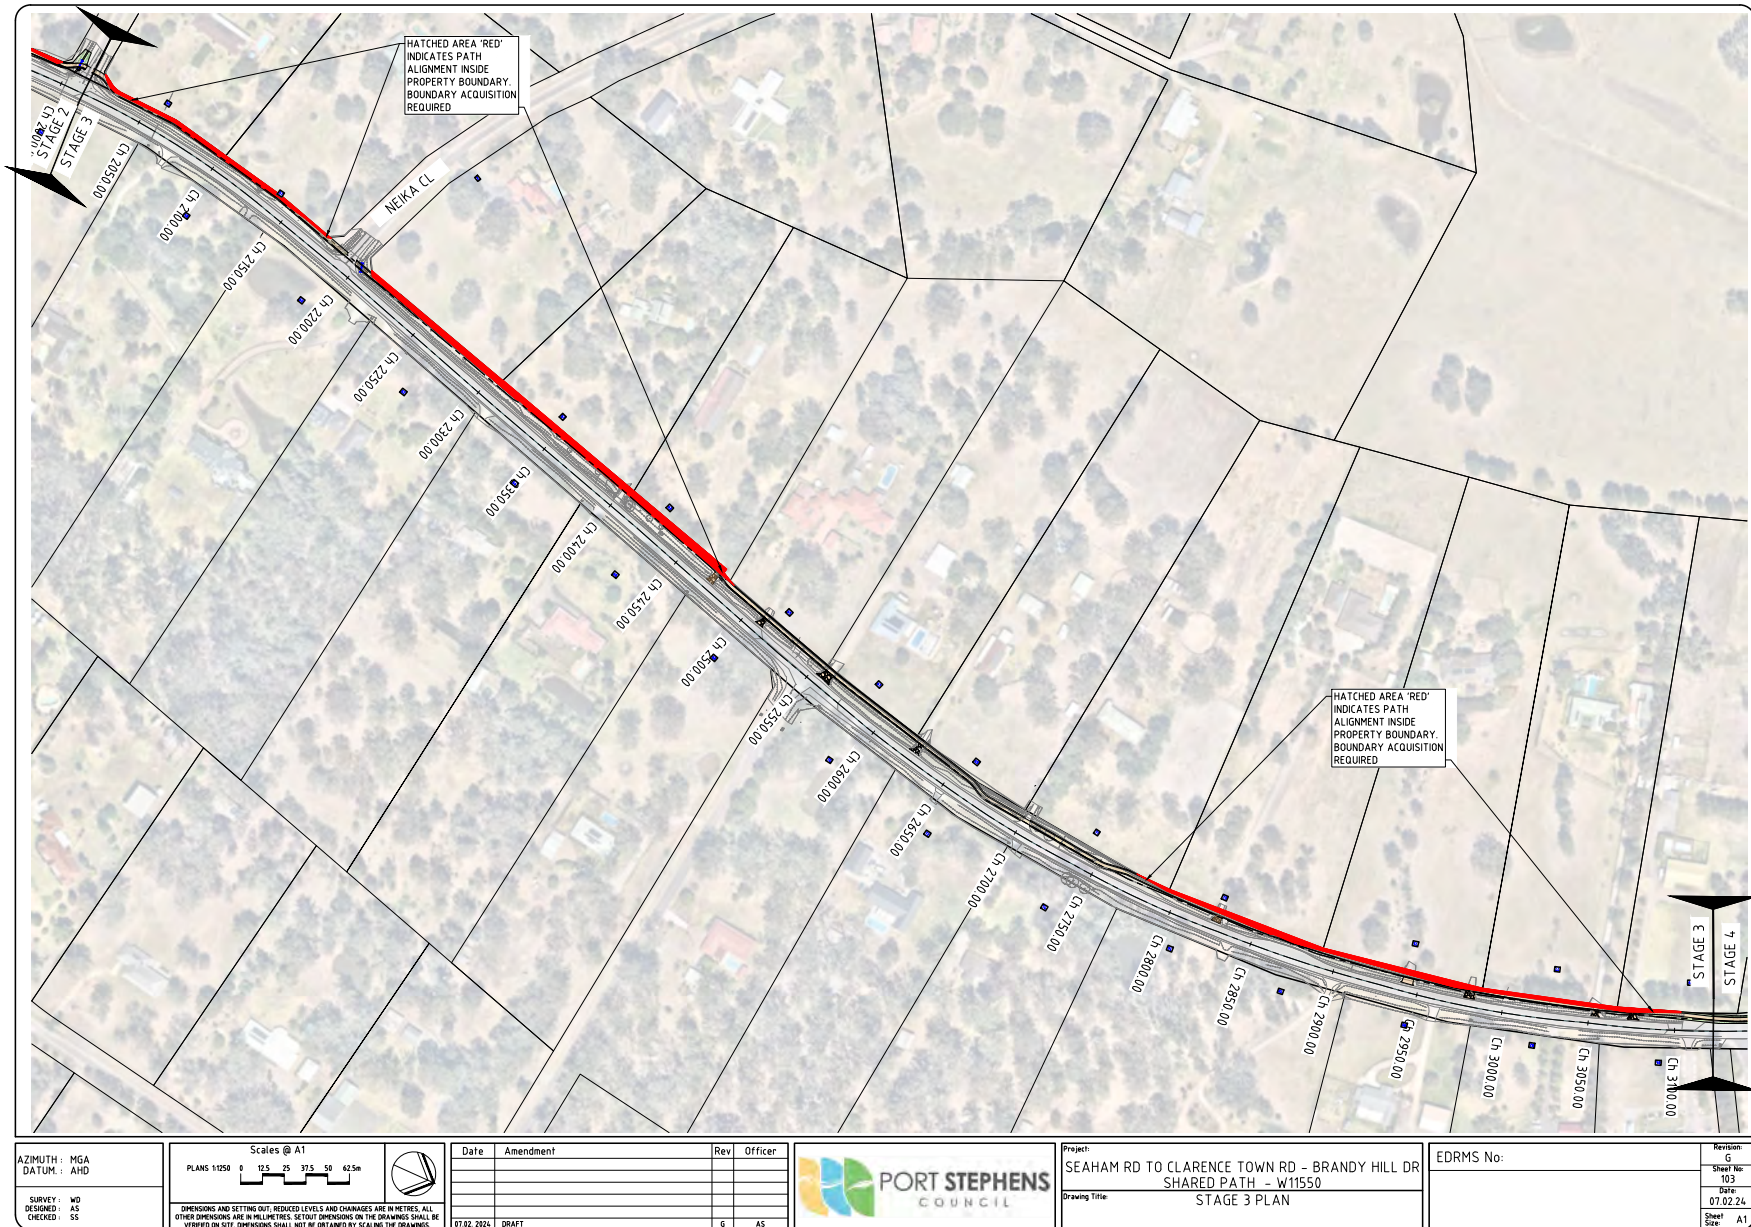 HATCHED AREA 'RED'
INDICATES PATH
ALIGNMENT INSIDE
PROPERTY BOUNDARY.
BOUNDARY ACQUISITION
REQUIRED
NEIKA CL
STAGE 2
STAGE 3
Ch 2000.00
Ch 2050.00
Ch 2100.00
Ch 2150.00
Ch 2200.00
Ch 2250.00
Ch 2300.00
Ch 2350.00
Ch 2400.00
Ch 2450.00
Ch 2500.00
Ch 2550.00
Ch 2600.00
Ch 2650.00
Ch 2700.00
Ch 2750.00
Ch 2800.00
Ch 2850.00
Ch 2900.00
Ch 2950.00
Ch 3000.00
Ch 3050.00
Ch 3100.00
HATCHED AREA 'RED'
INDICATES PATH
ALIGNMENT INSIDE
PROPERTY BOUNDARY.
BOUNDARY ACQUISITION
REQUIRED
STAGE 3
STAGE 4
AZIMUTH : MGA
DATUM. : AHD
SURVEY : WD
DESIGNED : AS
CHECKED : SS
Scales @ A1
PLANS 1:1250 0 12.5 25 37.5 50 62.5m
DIMENSIONS AND SETTING OUT, REDUCED LEVELS AND CHAINAGES ARE IN METRES, ALL
OTHER DIMENSIONS ARE IN MILLIMETRES. SETOUT DIMENSIONS ON THE DRAWINGS SHALL BE
VERIFIED ON SITE. DIMENSIONS SHALL NOT BE OBTAINED BY SCALING THE DRAWINGS.
Date Amendment Rev Officer
07.02. 2024 DRAFT G AS
PORT STEPHENS
COUNCIL
Project:
SEAHAM RD TO CLARENCE TOWN RD - BRANDY HILL DR
SHARED PATH - W11550
Drawing Title:
STAGE 3 PLAN
EDRMS No:
Revision:
G
Sheet No:
103
Date:
07.02.24
Sheet
Size: A1